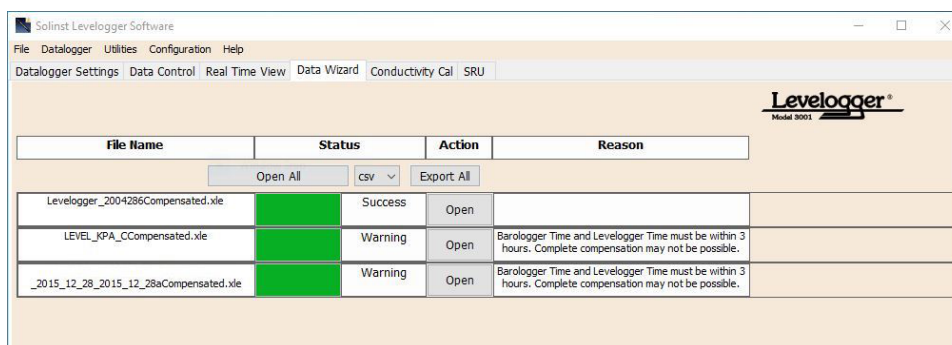 Solinst Levelogger Software
File Datalogger Utilities Configuration Help
Datalogger Settings Data Control Real Time View Data Wizard Conductivity Cal SRU
Levelogger®
Model 3001
File Name Status Action Reason
Open All csv Export All
Levelogger_2004286Compensated.xle Success Open
LEVEL_KPA_CCompensated.xle Warning Open Barologger Time and Levelogger Time must be within 3
hours. Complete compensation may not be possible.
_2015_12_28_2015_12_28aCompensated.xle Warning Open Barologger Time and Levelogger Time must be within 3
hours. Complete compensation may not be possible.